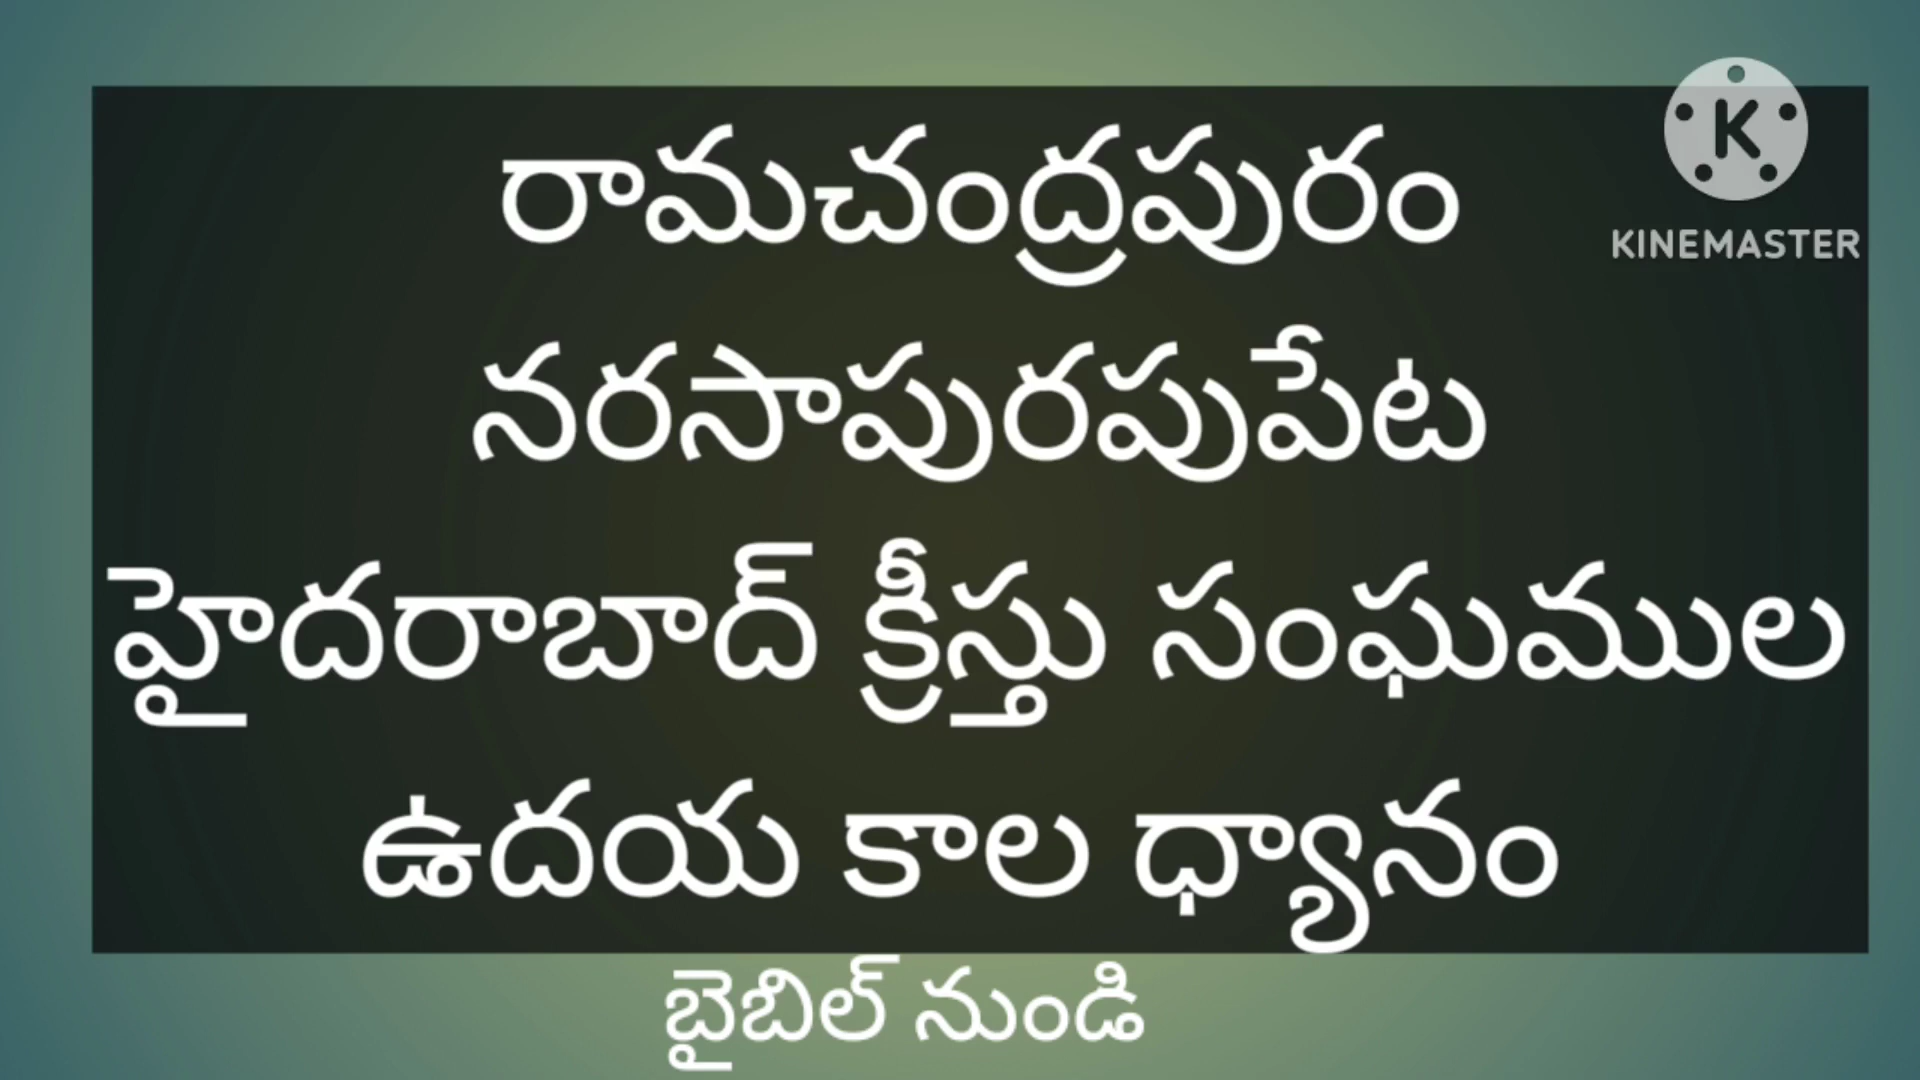 రామచంద్రపురం
K
KINEMASTER
నరసాపురపుపేట
హైదరాబాద్ క్రీస్తు సంఘముల
ఉదయ కాల ధ్యానం
బైబిల్ నుండి